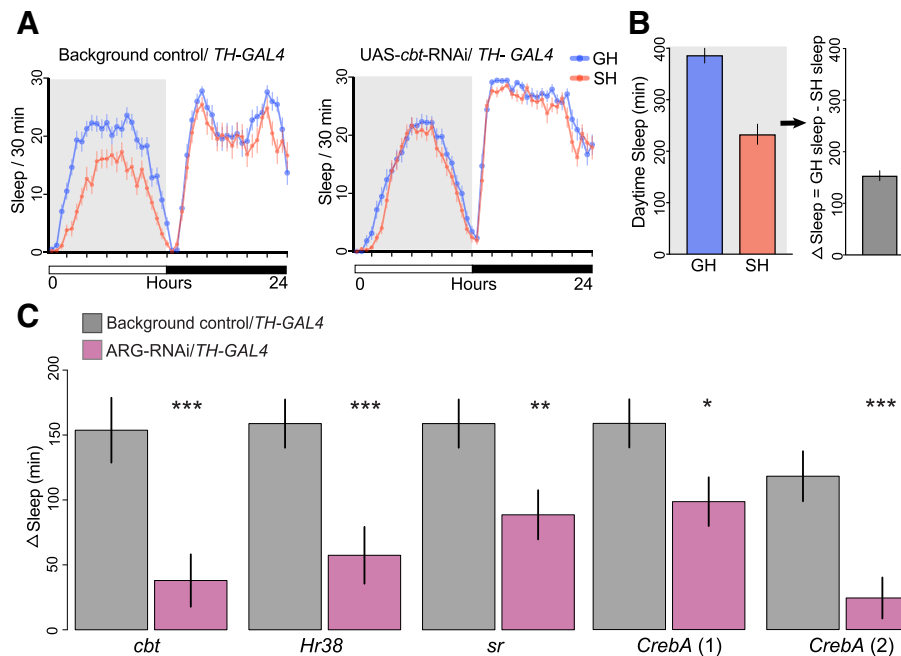 A
Background control/ TH-GAL4
UAS-cbt-RNAi/ TH- GAL4
GH
SH
Sleep / 30 min
0
10
20
30
0
Hours
24
Sleep / 30 min
0
10
20
30
0
Hours
24
B
Daytime Sleep (min)
0
100
200
300
400
GH
SH
Δ Sleep = GH sleep - SH sleep
0
100
200
300
400
C
Background control/TH-GAL4
ARG-RNAi/TH-GAL4
Δ Sleep (min)
0
50
100
150
200
***
***
**
*
***
cbt
Hr38
sr
CrebA (1)
CrebA (2)